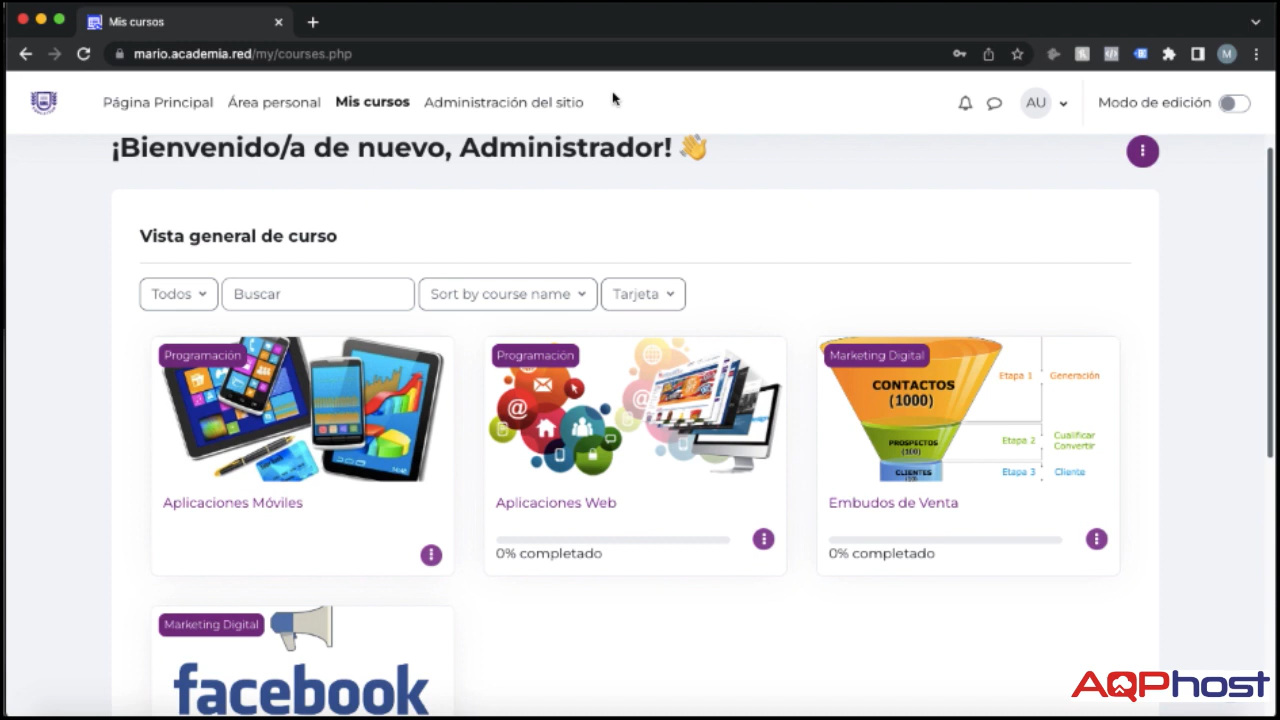 Mis cursos
mario.academia.red/my/courses.php
M
Página Principal Área personal Mis cursos Administración del sitio AU Modo de edición
¡Bienvenido/a de nuevo, Administrador! 👋
Vista general de curso
Todos Buscar Sort by course name Tarjeta
Programación
Aplicaciones Móviles
Programación
@
@
Aplicaciones Web
0% completado
Marketing Digital
CONTACTOS
(1000)
Etapa 1 Generación
PROSPECTOS
(100)
Etapa 2 Cualificar
Convertir
CLIENTES
Etapa 3 Cliente
Embudos de Venta
0% completado
Marketing Digital
facebook
AQPhost